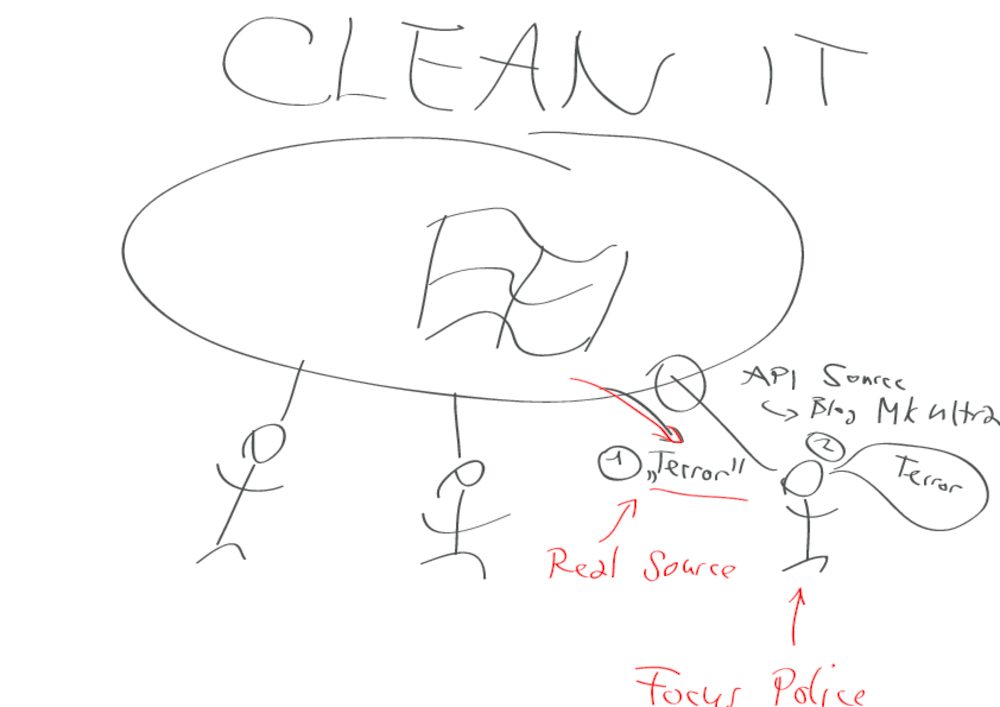 CLEAN IT
API Source
↳ Blog MK Ultra
2
Terror
1 „Terror"
Real Source
Focus Police